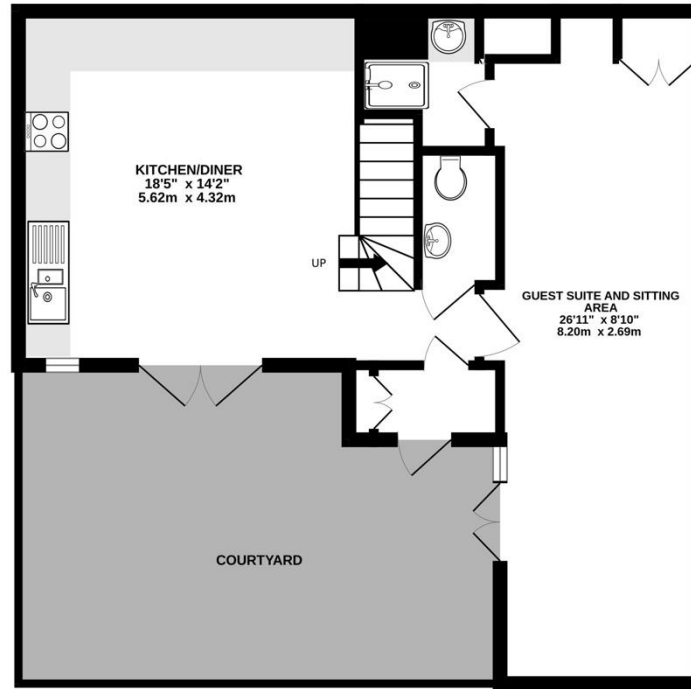 KITCHEN/DINER
18'5" x 14'2"
5.62m x 4.32m
UP
GUEST SUITE AND SITTING
AREA
26'11" x 8'10"
8.20m x 2.69m
COURTYARD